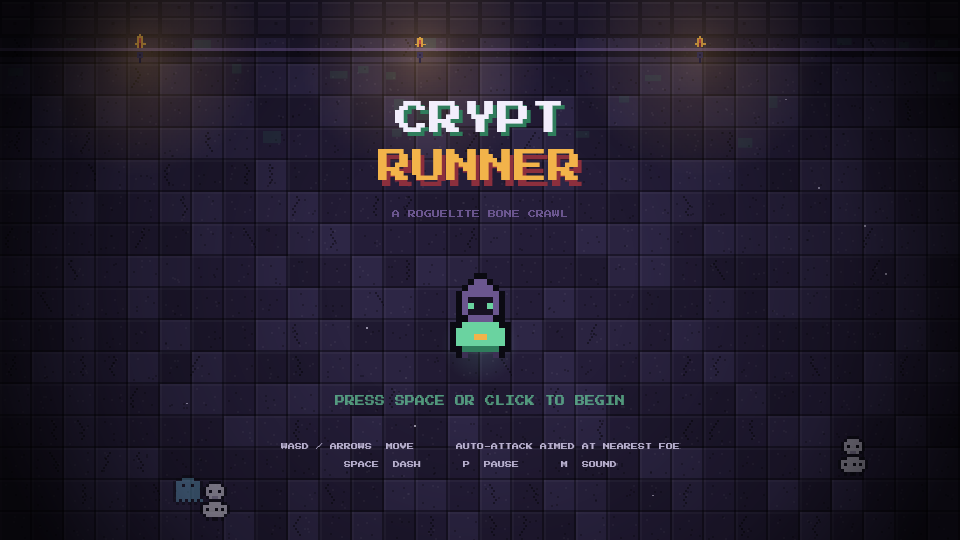 CRYPT
RUNNER
A ROGUELITE BONE CRAWL
PRESS SPACE OR CLICK TO BEGIN
WASD / ARROWS MOVE AUTO-ATTACK AIMED AT NEAREST FOE
SPACE DASH P PAUSE M SOUND